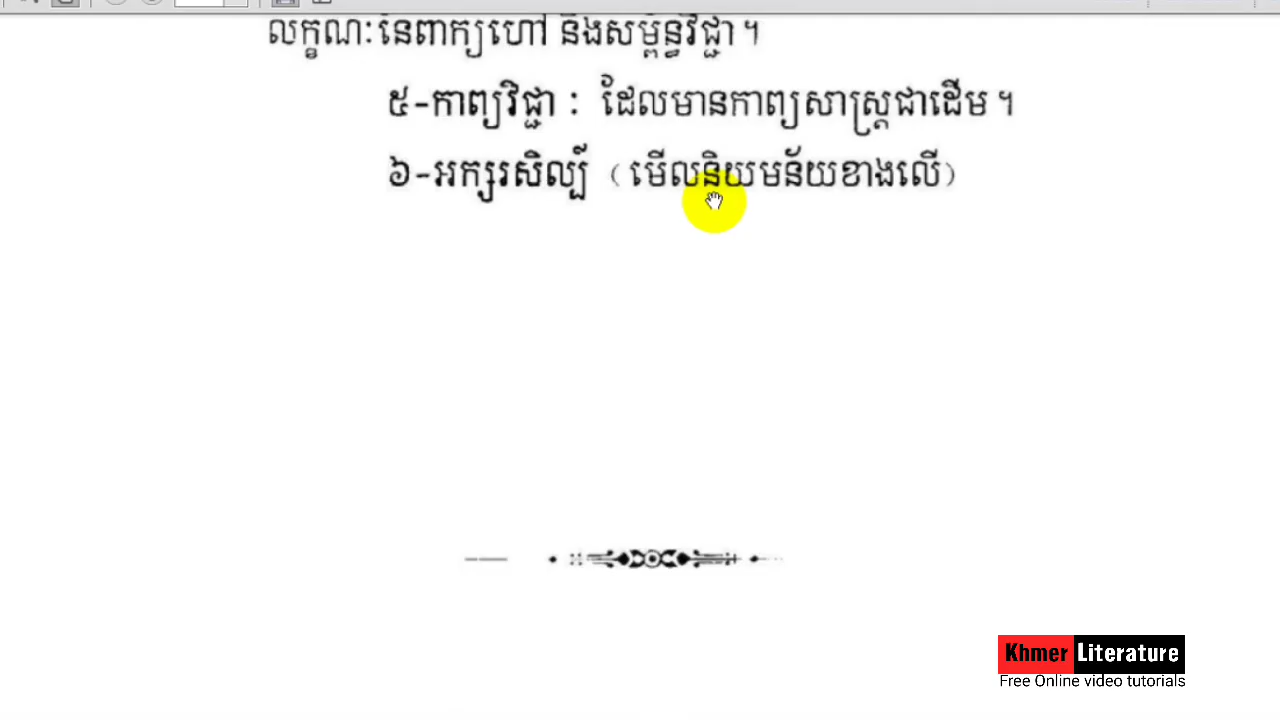 លក្ខណៈនៃពាក្យហៅ និងសម្ព័ន្ធវិជ្ជា ។
៥-កាព្យវិជ្ជា : ដែលមានកាព្យសាស្ត្រជាដើម ។
៦-អក្សរសិល្ប៍ (មើលនិយមន័យខាងលើ)
Khmer Literature
Free Online video tutorials